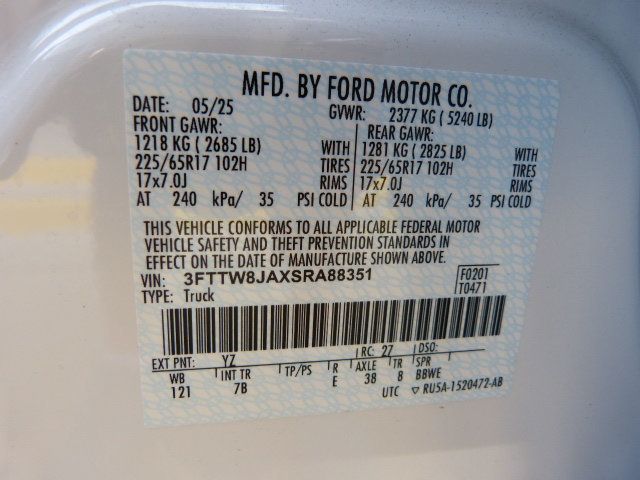 MFD. BY FORD MOTOR CO.
DATE: 05/25 GVWR: 2377 KG ( 5240 LB)
FRONT GAWR: REAR GAWR:
1218 KG ( 2685 LB) WITH 1281 KG ( 2825 LB) WITH
225/65R17 102H TIRES 225/65R17 102H TIRES
17x7.0J RIMS 17x7.0J RIMS
AT 240 kPa/ 35 PSI COLD AT 240 kPa/ 35 PSI COLD
THIS VEHICLE CONFORMS TO ALL APPLICABLE FEDERAL MOTOR
VEHICLE SAFETY AND THEFT PREVENTION STANDARDS IN
EFFECT ON THE DATE OF MANUFACTURE SHOWN ABOVE.
VIN: 3FTTW8JAXSRA88351 F0201
TYPE: Truck T0471
EXT PNT: YZ RC: 27 DSO:
WB INT TR TP/PS R AXLE TR SPR
121 7B E 38 8 BBWE
UTC ▽ RU5A-1520472-AB